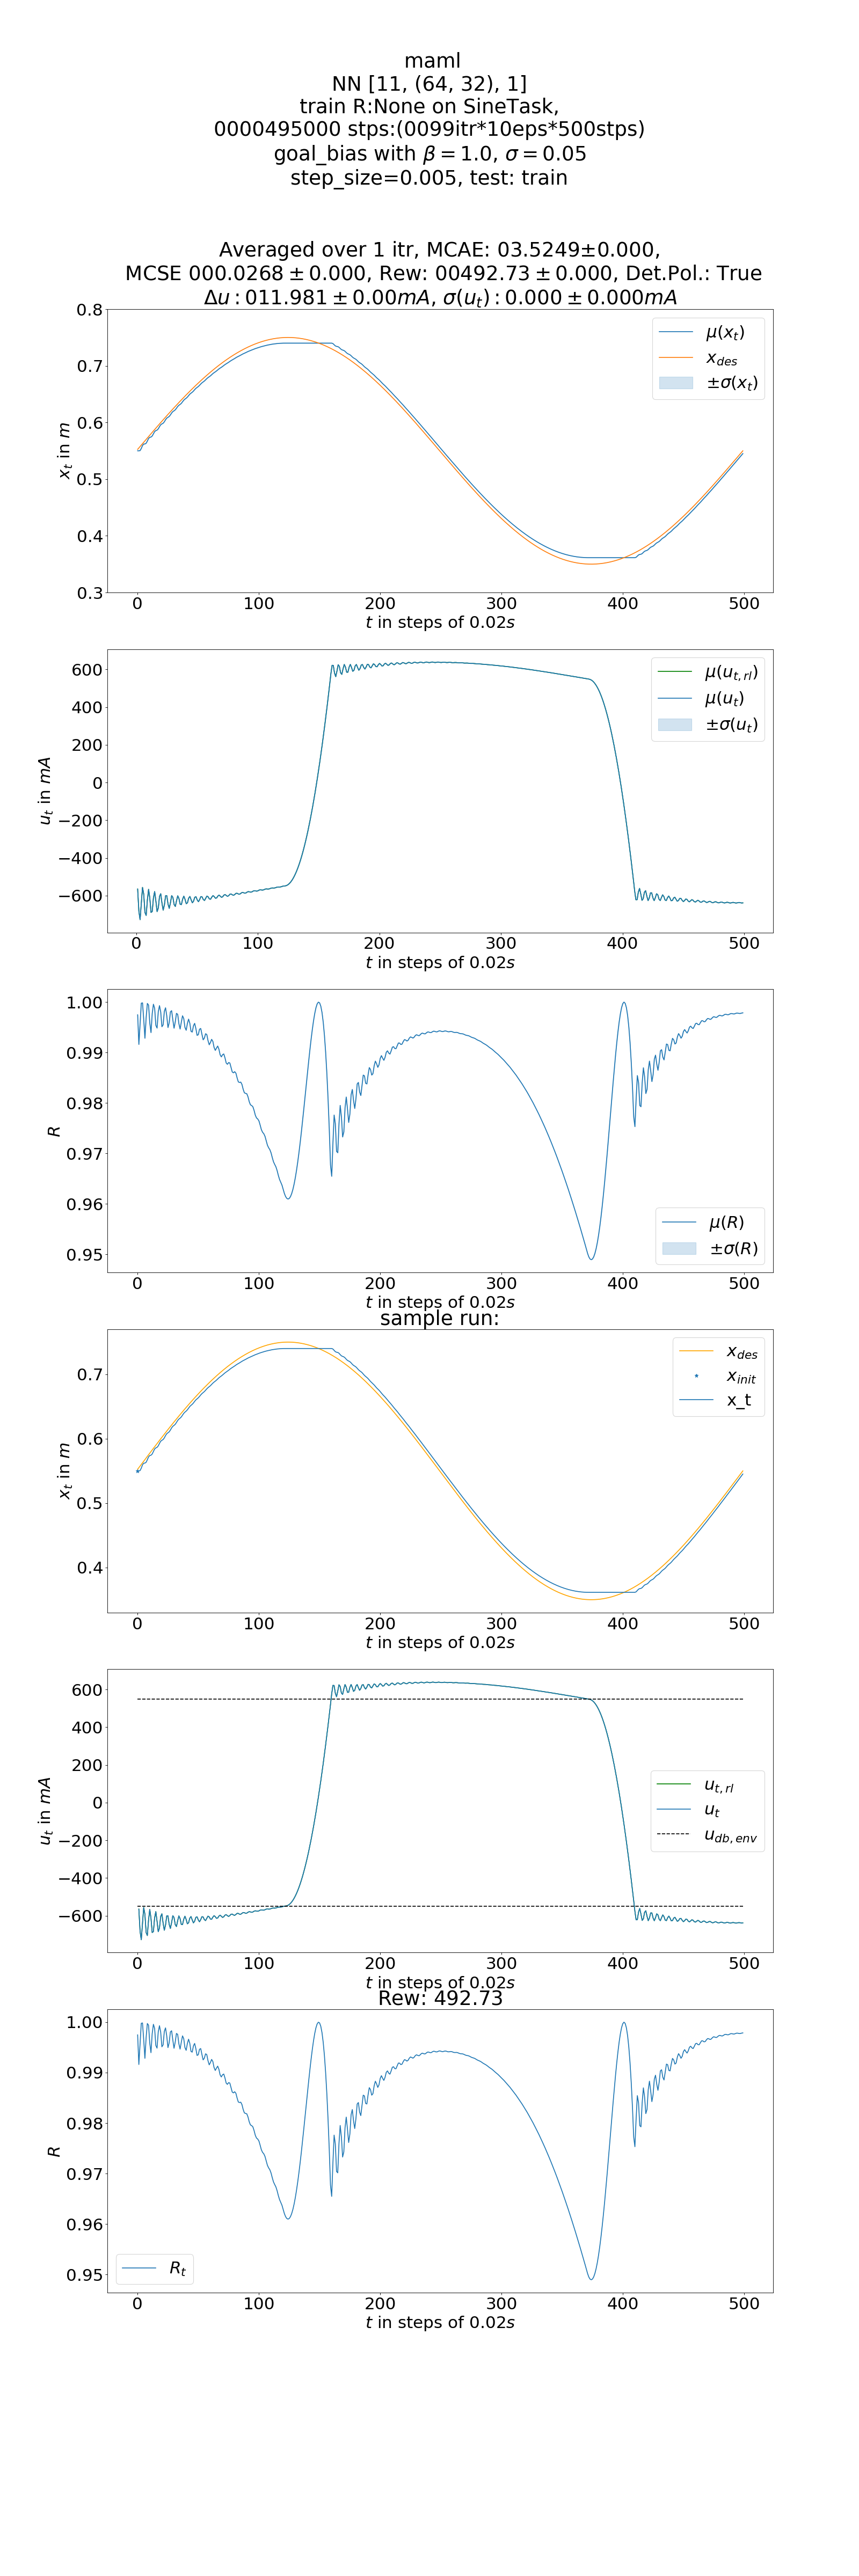 maml
NN [11, (64, 32), 1]
train R:None on SineTask,
0000495000 stps:(0099itr*10eps*500stps)
goal_bias with β = 1.0, σ = 0.05
step_size=0.005, test: train
Averaged over 1 itr, MCAE: 03.5249±0.000,
MCSE 000.0268 ± 0.000, Rew: 00492.73 ± 0.000, Det.Pol.: True
Δu : 011.981 ± 0.00mA, σ(u_t) : 0.000 ± 0.000mA
0.8
0.7
0.6
0.5
0.4
0.3
x_t in m
μ(x_t)
x_des
±σ(x_t)
0 100 200 300 400 500
t in steps of 0.02s
600
400
200
0
−200
−400
−600
u_t in mA
μ(u_t,rl)
μ(u_t)
±σ(u_t)
0 100 200 300 400 500
t in steps of 0.02s
1.00
0.99
0.98
0.97
0.96
0.95
R
μ(R)
±σ(R)
0 100 200 300 400 500
t in steps of 0.02s
sample run:
0.7
0.6
0.5
0.4
x_t in m
x_des
x_init
x_t
0 100 200 300 400 500
t in steps of 0.02s
600
400
200
0
−200
−400
−600
u_t in mA
u_t,rl
u_t
u_db,env
0 100 200 300 400 500
t in steps of 0.02s
Rew: 492.73
1.00
0.99
0.98
0.97
0.96
0.95
R
R_t
0 100 200 300 400 500
t in steps of 0.02s